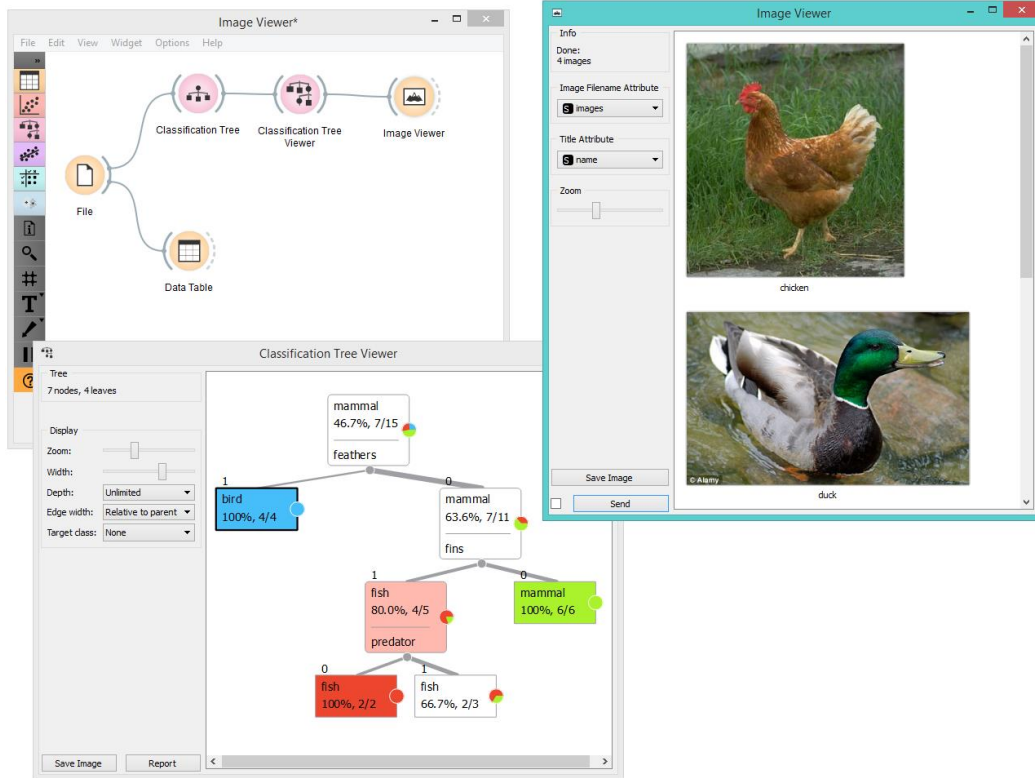 Image Viewer*
File Edit View Widget Options Help
»
Classification Tree
Classification Tree
Viewer
Image Viewer
File
Data Table
T
?
Image Viewer
Info
Done:
4 images
Image Filename Attribute
S images
Title Attribute
S name
Zoom
Save Image
Send
chicken
© Alamy
duck
Classification Tree Viewer
Tree
7 nodes, 4 leaves
Display
Zoom:
Width:
Depth: Unlimited
Edge width: Relative to parent
Target class: None
Save Image Report
mammal
46.7%, 7/15
feathers
1 0
bird
100%, 4/4
mammal
63.6%, 7/11
fins
1 0
fish
80.0%, 4/5
predator
mammal
100%, 6/6
0 1
fish
100%, 2/2
fish
66.7%, 2/3